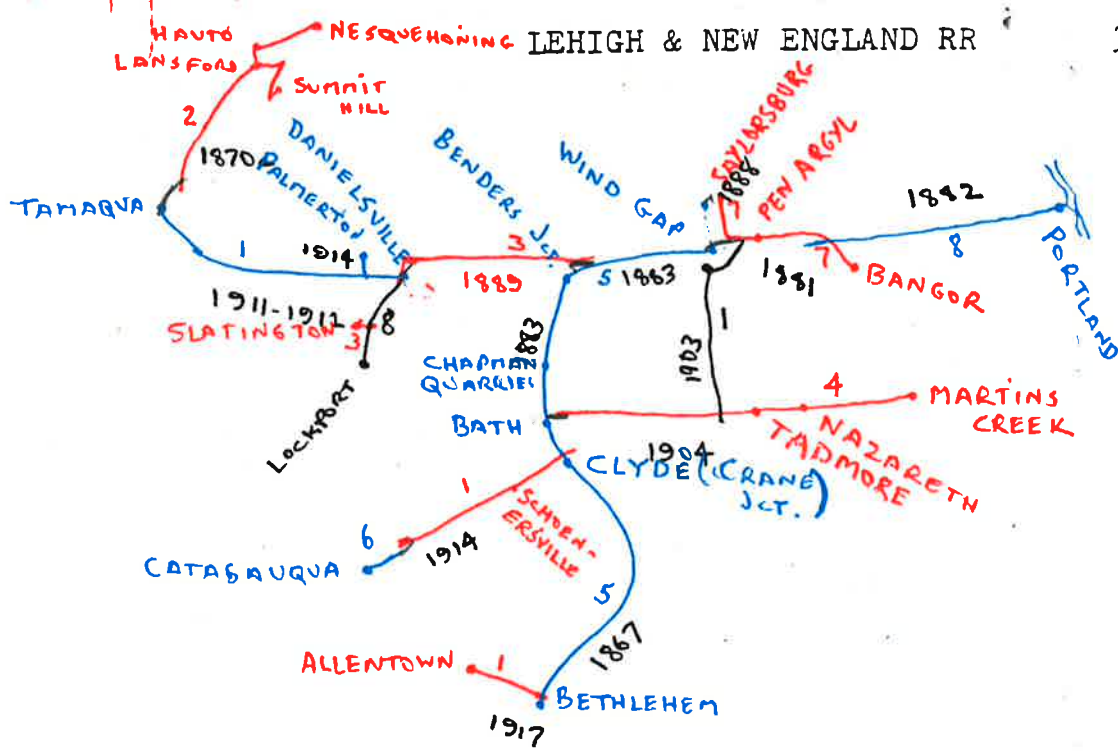 LEHIGH & NEW ENGLAND RR
HAUTO
NESQUEHONING
LANSFORD
SUMMIT
HILL
2
1870
DANIELSVILLE
PALMERTON
BENDERS JCT.
WIND GAP
SAYLORSBURG
1888
PEN ARGYL
1882
TAMAQUA
1
1914
3
1889
5
1883
1881
7
8
BANGOR
PORTLAND
1911-1912
SLATINGTON
3
8
LOCKPORT
883
CHAPMAN
QUARRIES
1
1903
4
MARTINS
CREEK
BATH
1904
NAZARETH
TADMORE
CLYDE (CRANE
JCT.)
1
SCHOEN-
ERSVILLE
6
1914
CATASAUQUA
5
1867
ALLENTOWN
1
BETHLEHEM
1917